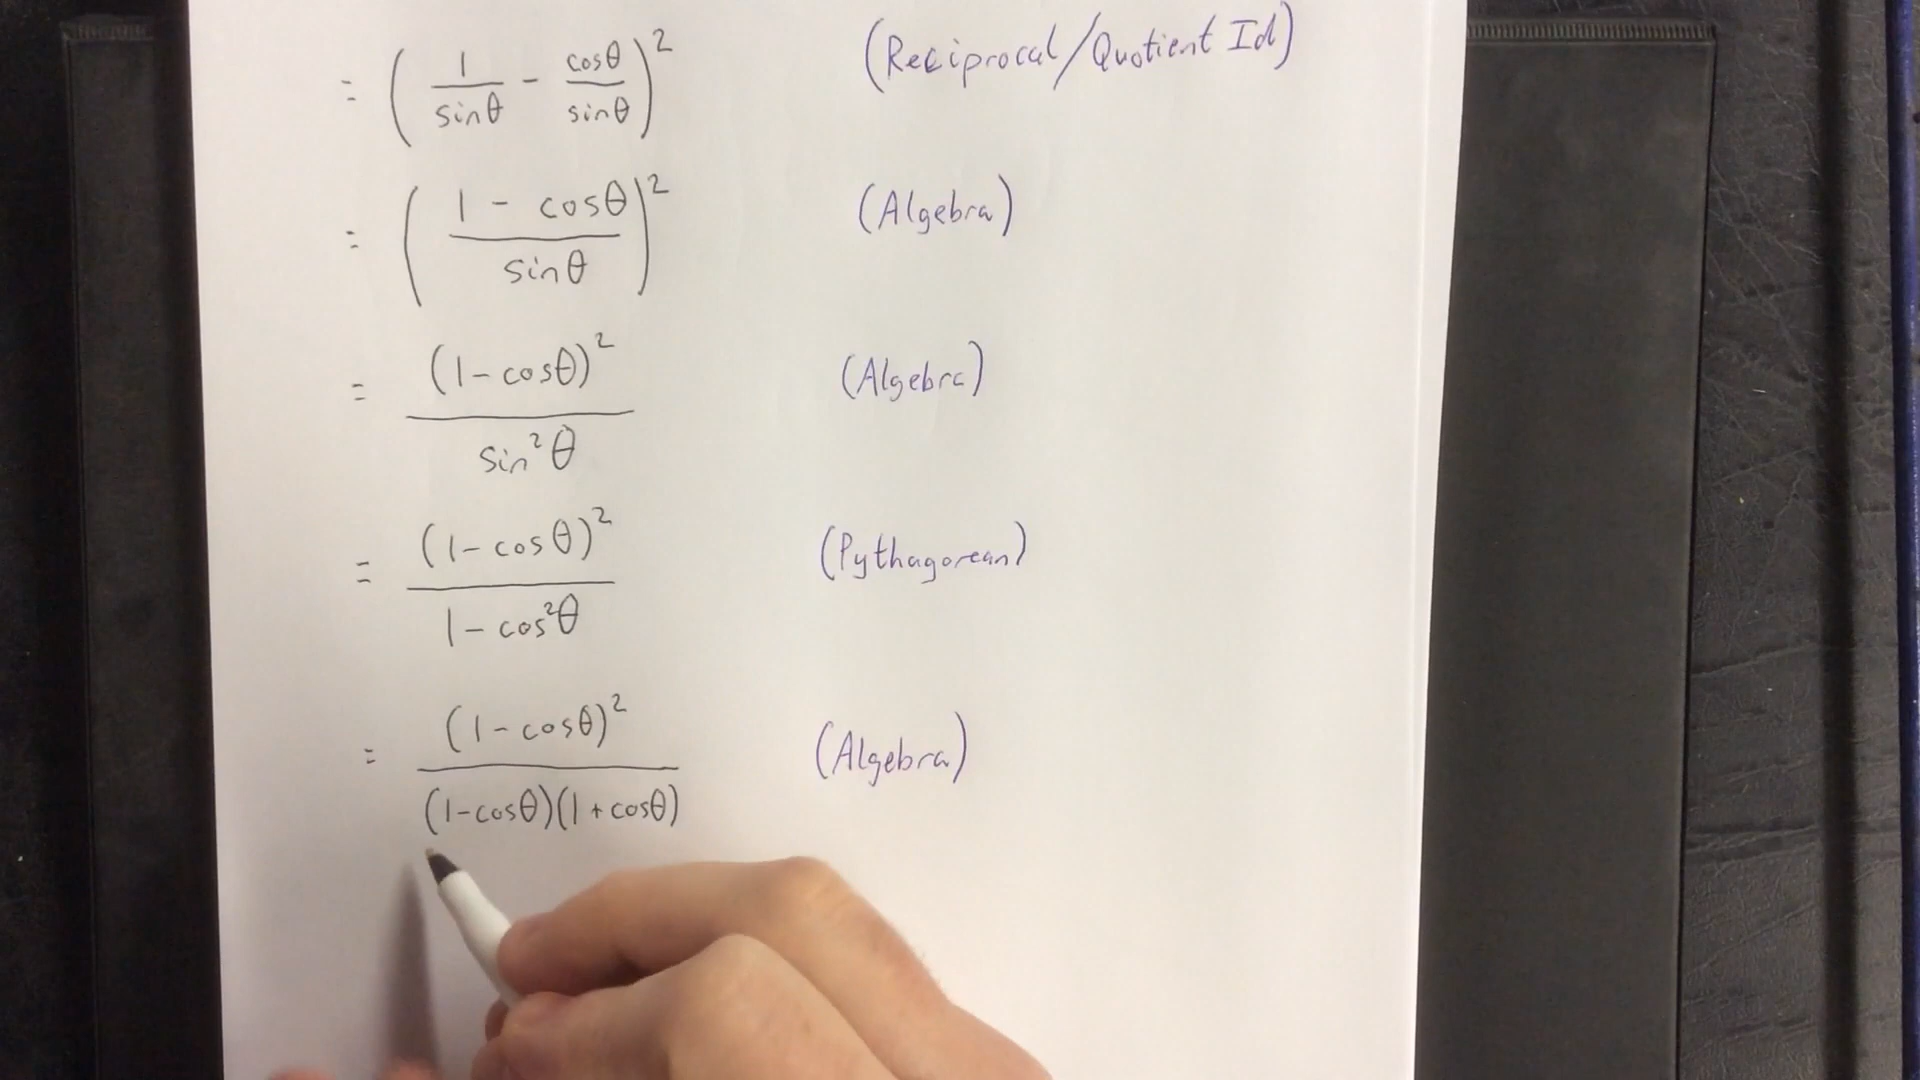 = ( 1/sinθ - cosθ/sinθ )² (Reciprocal/Quotient Id)
= ( 1 - cosθ / sinθ )² (Algebra)
= (1-cosθ)² / sin²θ (Algebra)
= (1-cosθ)² / 1-cos²θ (Pythagorean)
= (1-cosθ)² / (1-cosθ)(1+cosθ) (Algebra)